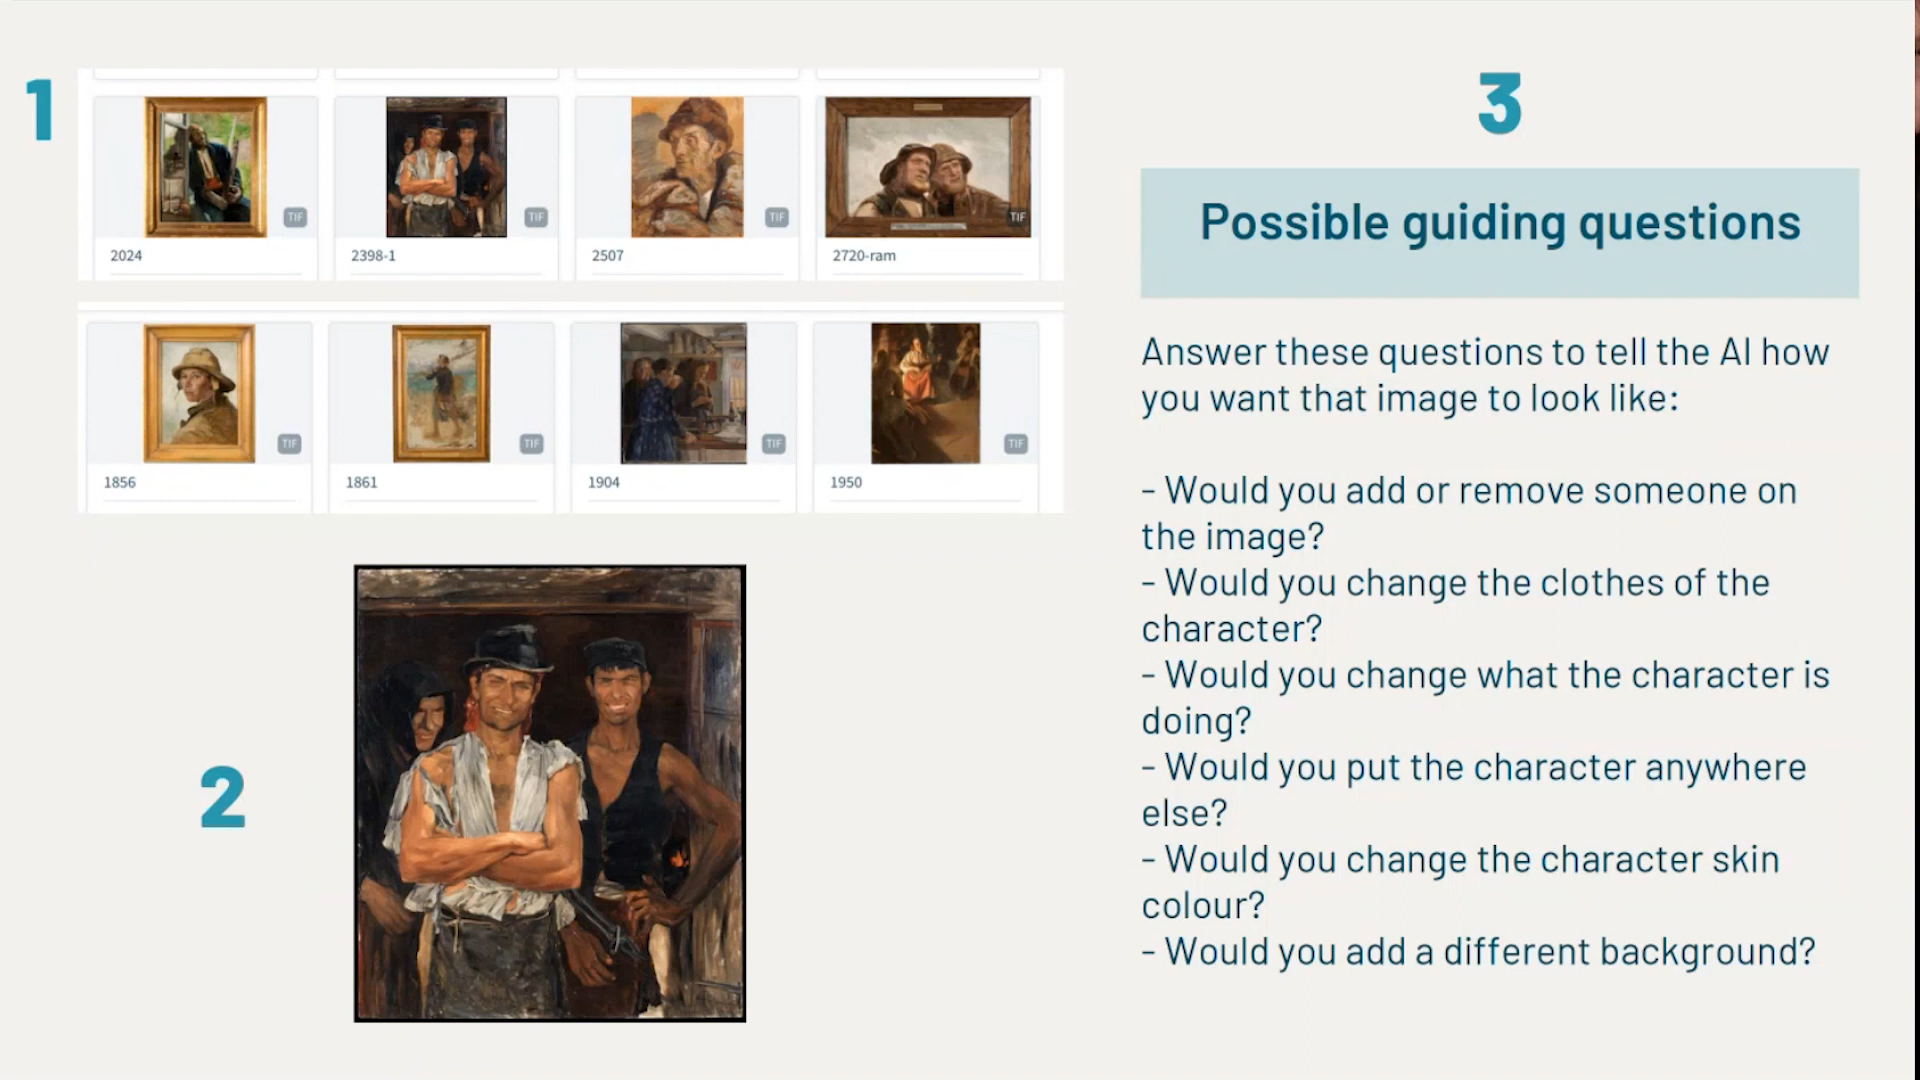 1
TIF
TIF
TIF
TIF
2024
2398-1
2507
2720-ram
TIF
TIF
TIF
TIF
1856
1861
1904
1950
2
3
Possible guiding questions
Answer these questions to tell the AI how
you want that image to look like:
- Would you add or remove someone on
the image?
- Would you change the clothes of the
character?
- Would you change what the character is
doing?
- Would you put the character anywhere
else?
- Would you change the character skin
colour?
- Would you add a different background?